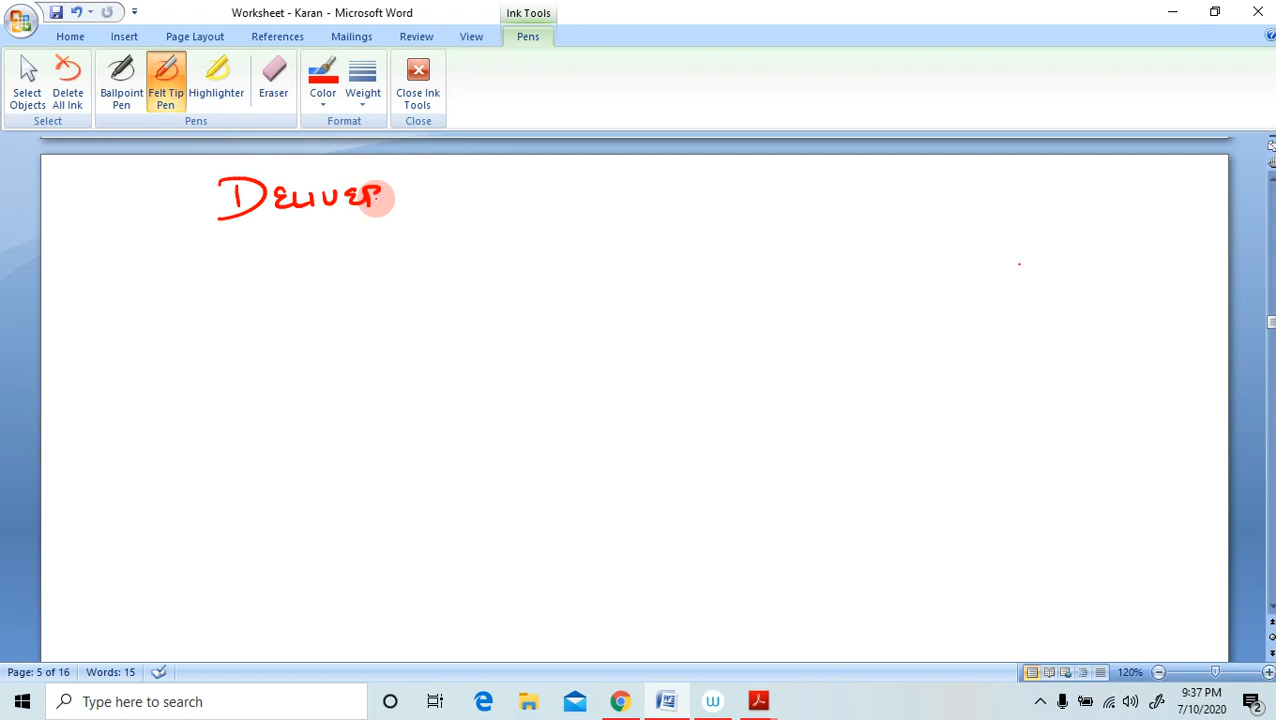 Worksheet - Karan - Microsoft Word
Ink Tools
Home Insert Page Layout References Mailings Review View Pens
Select Objects
Delete All Ink
Ballpoint Pen
Felt Tip Pen
Highlighter
Eraser
Color
Weight
Close Ink Tools
Select
Pens
Format
Close
DELIVER
Page: 5 of 16 Words: 15
120%
Type here to search
9:37 PM
7/10/2020
2